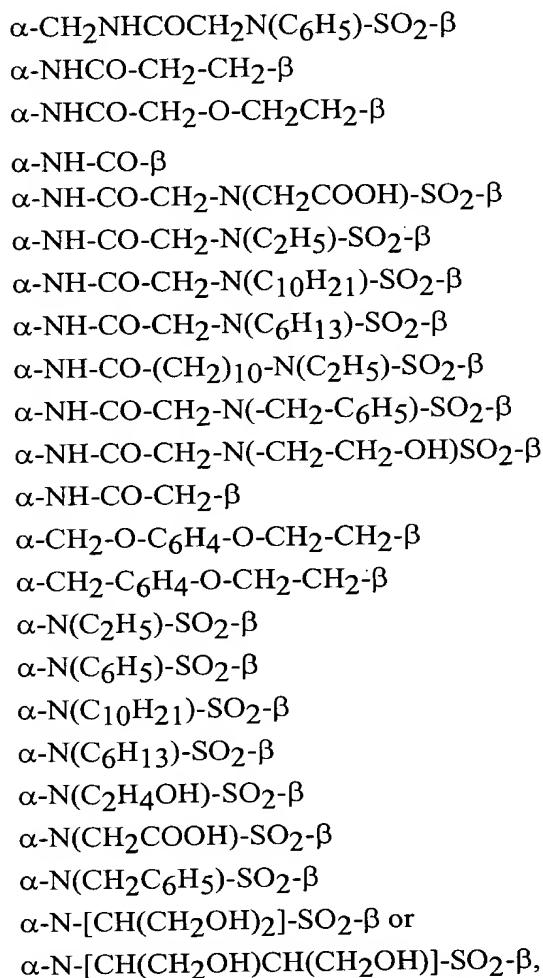 α-CH2NHCOCH2N(C6H5)-SO2-β
α-NHCO-CH2-CH2-β
α-NHCO-CH2-O-CH2CH2-β
α-NH-CO-β
α-NH-CO-CH2-N(CH2COOH)-SO2-β
α-NH-CO-CH2-N(C2H5)-SO2-β
α-NH-CO-CH2-N(C10H21)-SO2-β
α-NH-CO-CH2-N(C6H13)-SO2-β
α-NH-CO-(CH2)10-N(C2H5)-SO2-β
α-NH-CO-CH2-N(-CH2-C6H5)-SO2-β
α-NH-CO-CH2-N(-CH2-CH2-OH)SO2-β
α-NH-CO-CH2-β
α-CH2-O-C6H4-O-CH2-CH2-β
α-CH2-C6H4-O-CH2-CH2-β
α-N(C2H5)-SO2-β
α-N(C6H5)-SO2-β
α-N(C10H21)-SO2-β
α-N(C6H13)-SO2-β
α-N(C2H4OH)-SO2-β
α-N(CH2COOH)-SO2-β
α-N(CH2C6H5)-SO2-β
α-N-[CH(CH2OH)2]-SO2-β or
α-N-[CH(CH2OH)CH(CH2OH)]-SO2-β,